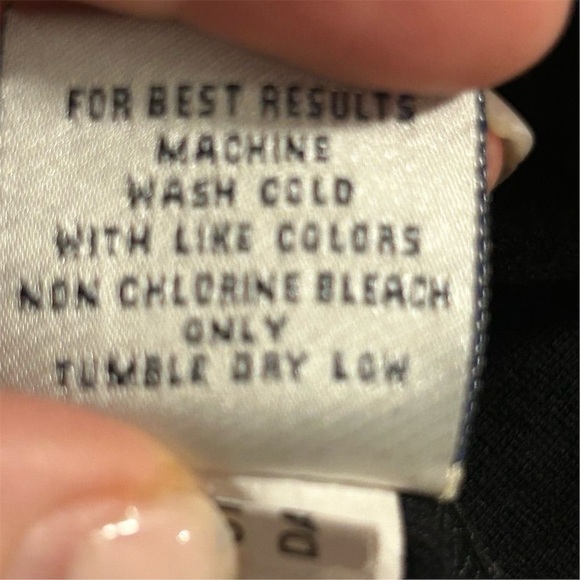 FOR BEST RESULTS
MACHINE
WASH COLD
WITH LIKE COLORS
NON CHLORINE BLEACH
ONLY
TUMBLE DRY LOW